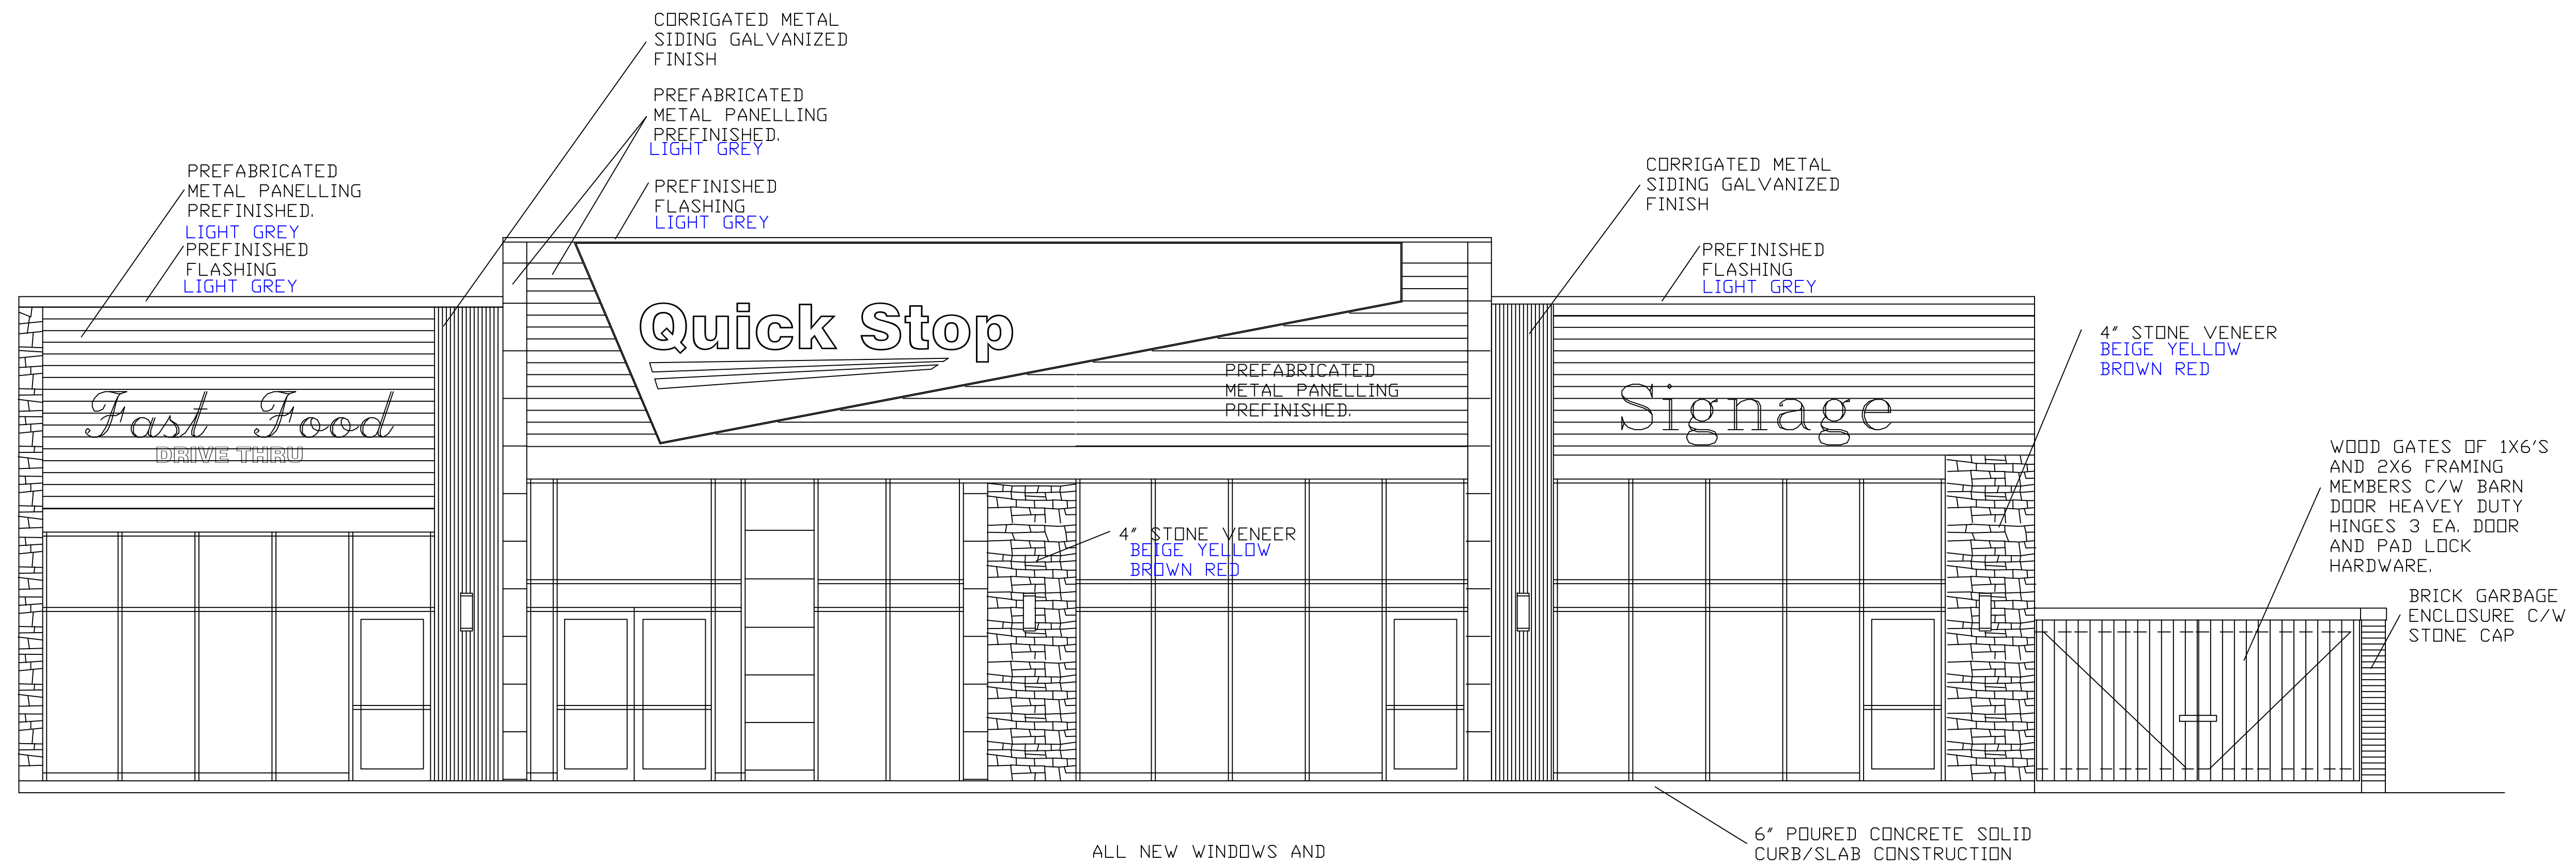 CORRIGATED METAL
SIDING GALVANIZED
FINISH
PREFABRICATED
METAL PANELLING
PREFINISHED.
LIGHT GREY
PREFINISHED
FLASHING
LIGHT GREY
PREFABRICATED
METAL PANELLING
PREFINISHED.
LIGHT GREY
PREFINISHED
FLASHING
LIGHT GREY
CORRIGATED METAL
SIDING GALVANIZED
FINISH
PREFINISHED
FLASHING
LIGHT GREY
4" STONE VENEER
BEIGE YELLOW
BROWN RED
Quick Stop
PREFABRICATED
METAL PANELLING
PREFINISHED.
Fast Food
DRIVE THRU
Signage
WOOD GATES OF 1X6'S
AND 2X6 FRAMING
MEMBERS C/W BARN
DOOR HEAVEY DUTY
HINGES 3 EA. DOOR
AND PAD LOCK
HARDWARE.
4" STONE VENEER
BEIGE YELLOW
BROWN RED
BRICK GARBAGE
ENCLOSURE C/W
STONE CAP
6" POURED CONCRETE SOLID
CURB/SLAB CONSTRUCTION
ALL NEW WINDOWS AND